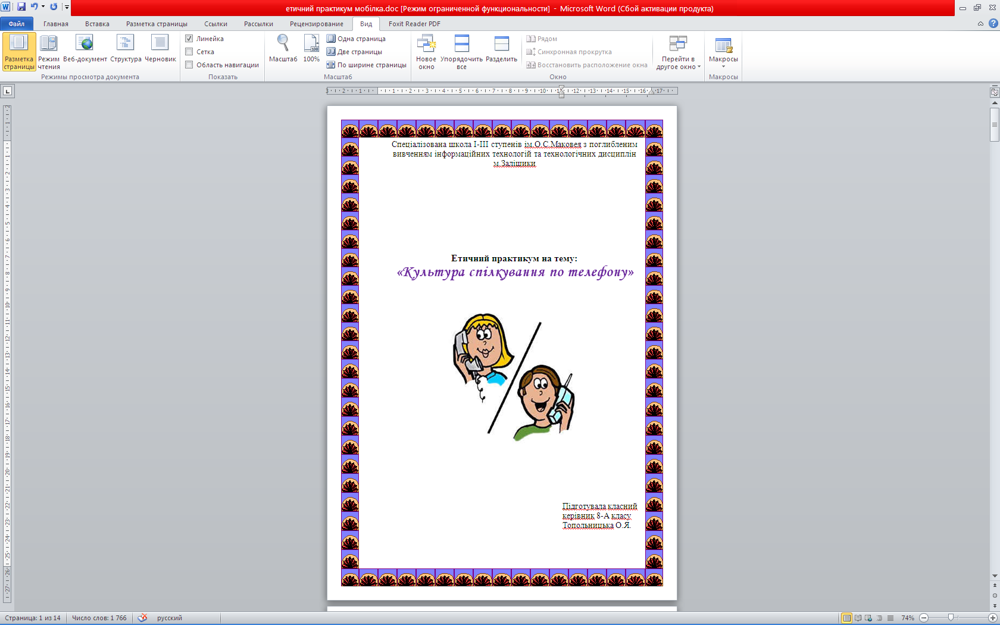 етичний практикум мобілка.doc [Режим ограниченной функциональности] - Microsoft Word (Сбой активации продукта)
Файл Главная Вставка Разметка страницы Ссылки Рассылки Рецензирование Вид Foxit Reader PDF
Разметка страницы
Режим чтения
Веб-документ
Структура
Черновик
Режимы просмотра документа
Линейка
Сетка
Область навигации
Показать
Масштаб
100%
Одна страница
Две страницы
По ширине страницы
Масштаб
Новое окно
Упорядочить все
Разделить
Рядом
Синхронная прокрутка
Восстановить расположение окна
Окно
Перейти в другое окно
Макросы
Макросы
Спеціалізована школа І-ІІІ ступенів ім.О.С.Маковея з поглибленим
вивченням інформаційних технологій та технологічних дисциплін
м.Заліщики
Етичний практикум на тему:
«Культура спілкування по телефону»
Підготувала класний
керівник 8-А класу
Топольницька О.Я.
Страница: 1 из 14 Число слов: 1 766 русский 74%